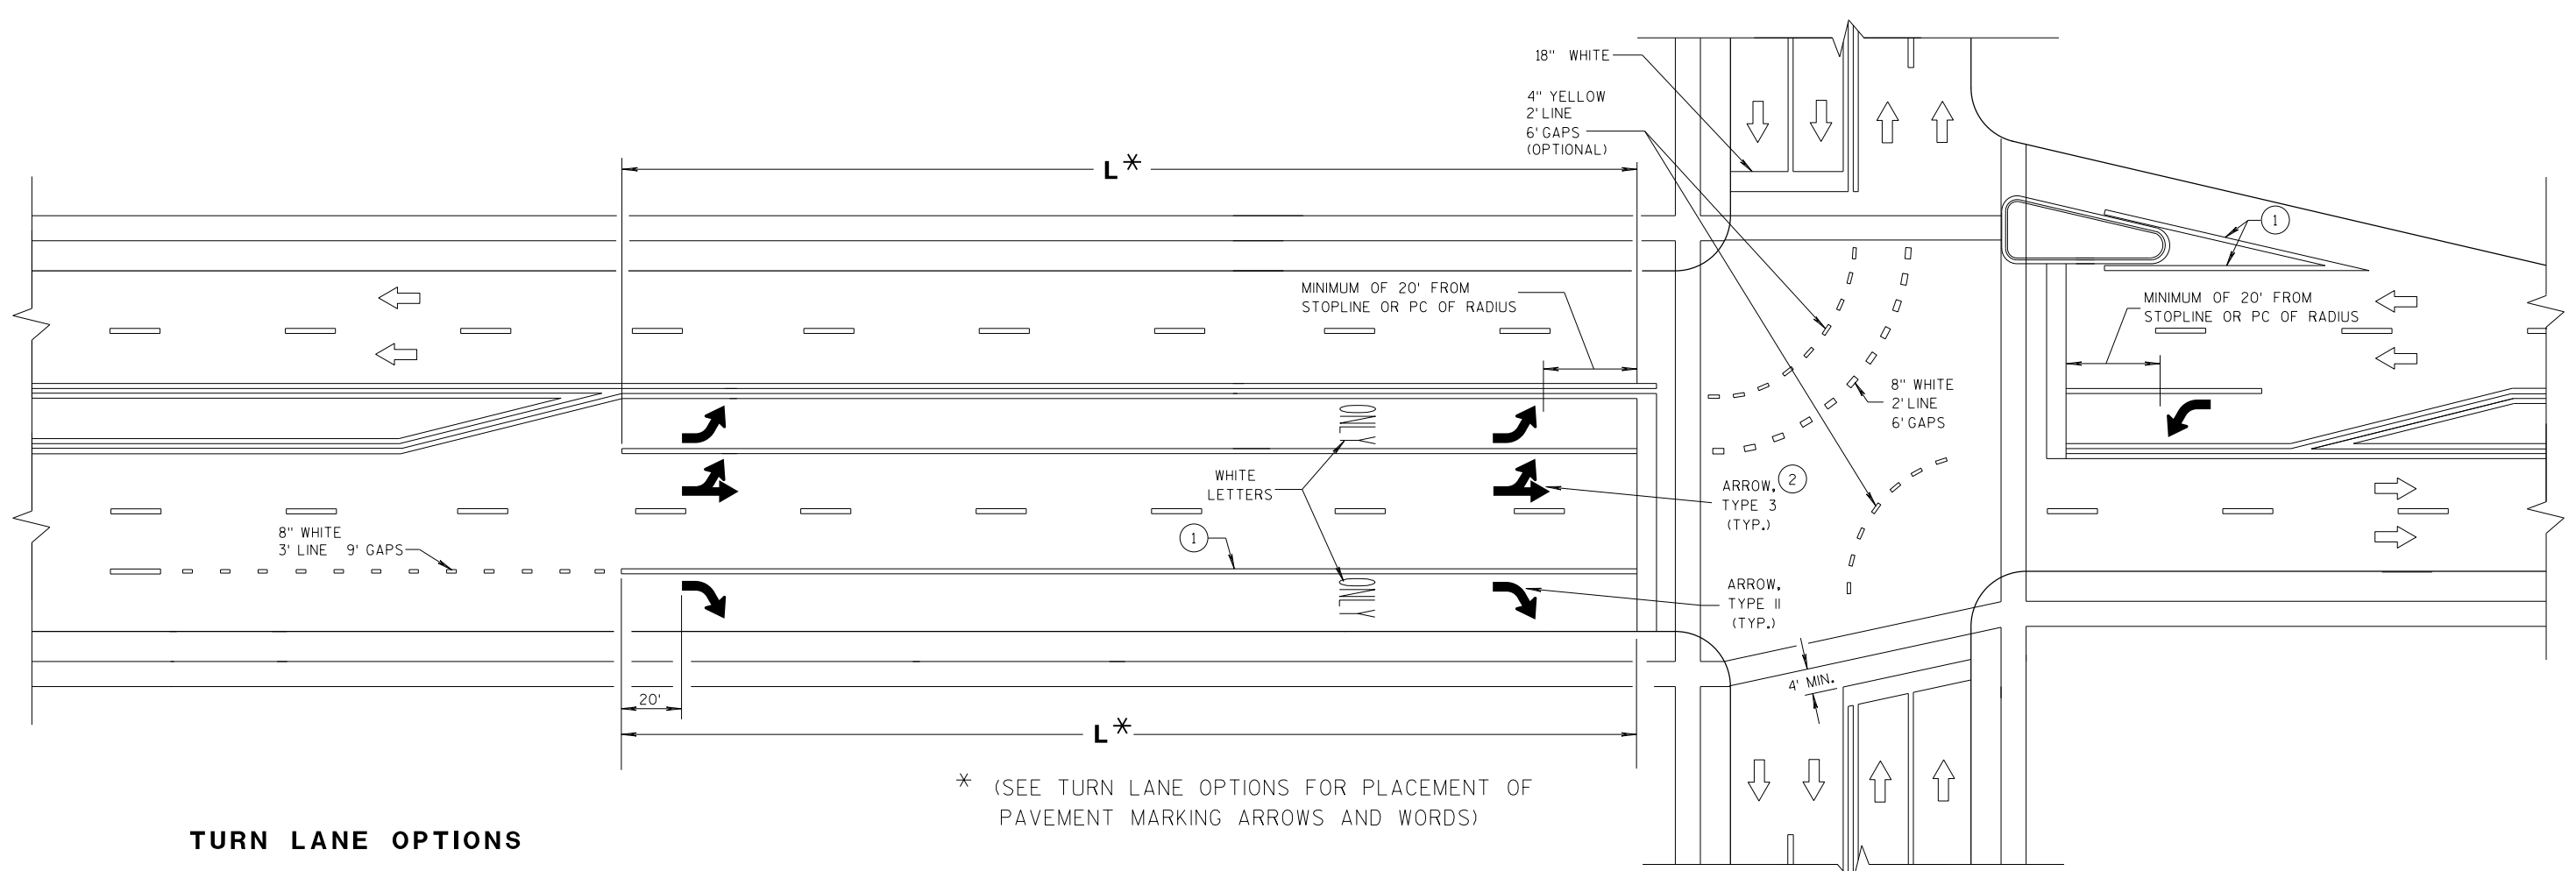 18" WHITE
4" YELLOW
2' LINE
6' GAPS
(OPTIONAL)
L*
1
MINIMUM OF 20' FROM
STOPLINE OR PC OF RADIUS
MINIMUM OF 20' FROM
STOPLINE OR PC OF RADIUS
8" WHITE
2' LINE
6' GAPS
ONLY
WHITE
LETTERS
ARROW,
TYPE 3
(TYP.)
2
8" WHITE
3' LINE 9' GAPS
1
ONLY
ARROW,
TYPE II
(TYP.)
4' MIN.
20'
L*
* (SEE TURN LANE OPTIONS FOR PLACEMENT OF
PAVEMENT MARKING ARROWS AND WORDS)
TURN LANE OPTIONS